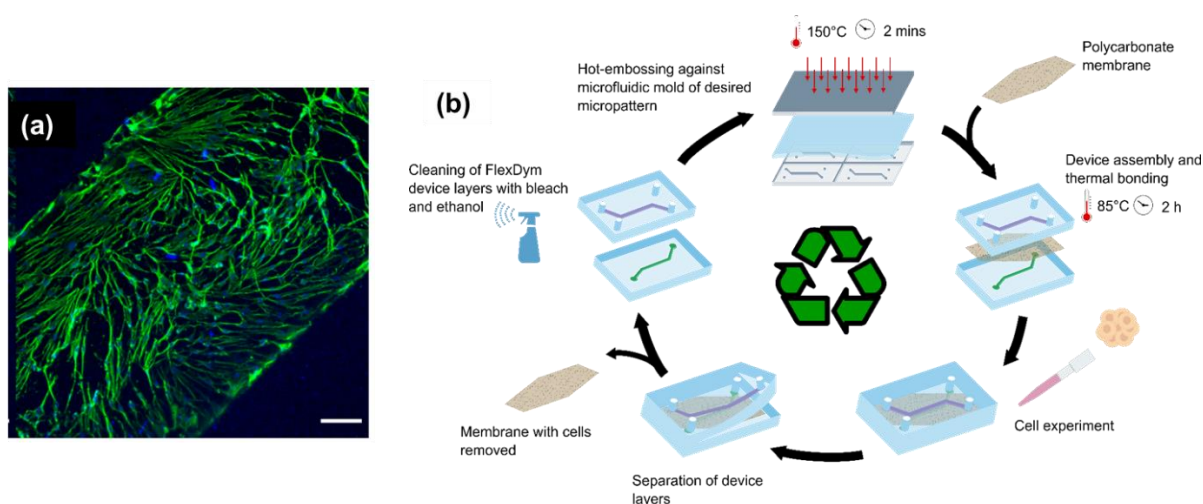 (a)
(b)
150°C 2 mins
Hot-embossing against
microfluidic mold of desired
micropattern
Polycarbonate
membrane
Device assembly and
thermal bonding
85°C 2 h
Cell experiment
Separation of device
layers
Membrane with cells
removed
Cleaning of FlexDym
device layers with bleach
and ethanol